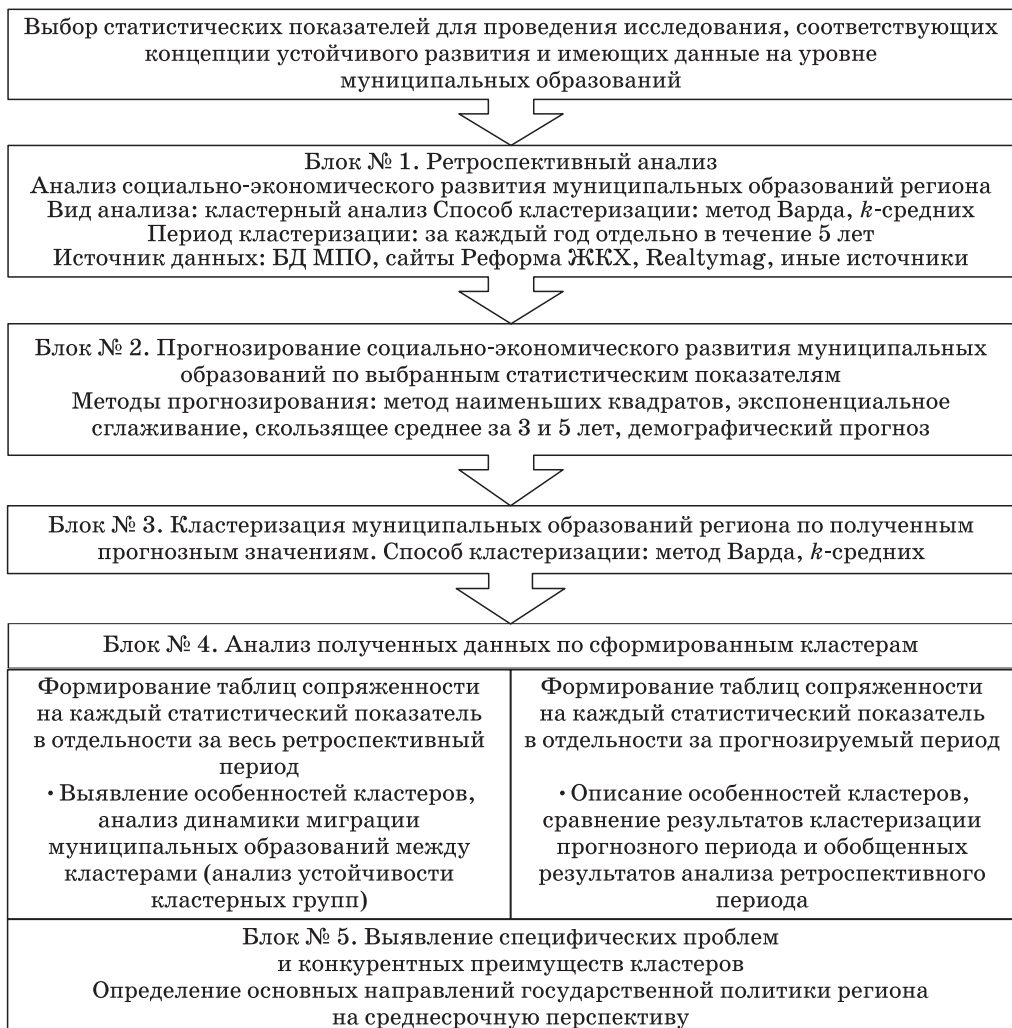 Выбор статистических показателей для проведения исследования, соответствующих
концепции устойчивого развития и имеющих данные на уровне
муниципальных образований
Блок № 1. Ретроспективный анализ
Анализ социально-экономического развития муниципальных образований региона
Вид анализа: кластерный анализ Способ кластеризации: метод Варда, k-средних
Период кластеризации: за каждый год отдельно в течение 5 лет
Источник данных: БД МПО, сайты Реформа ЖКХ, Realtymag, иные источники
Блок № 2. Прогнозирование социально-экономического развития муниципальных
образований по выбранным статистическим показателям
Методы прогнозирования: метод наименьших квадратов, экспоненциальное
сглаживание, скользящее среднее за 3 и 5 лет, демографический прогноз
Блок № 3. Кластеризация муниципальных образований региона по полученным
прогнозным значениям. Способ кластеризации: метод Варда, k-средних
Блок № 4. Анализ полученных данных по сформированным кластерам
Формирование таблиц сопряженности
на каждый статистический показатель
в отдельности за весь ретроспективный
период
• Выявление особенностей кластеров,
анализ динамики миграции
муниципальных образований между
кластерами (анализ устойчивости
кластерных групп)
Формирование таблиц сопряженности
на каждый статистический показатель
в отдельности за прогнозируемый период
• Описание особенностей кластеров,
сравнение результатов кластеризации
прогнозного периода и обобщенных
результатов анализа ретроспективного
периода
Блок № 5. Выявление специфических проблем
и конкурентных преимуществ кластеров
Определение основных направлений государственной политики региона
на среднесрочную перспективу